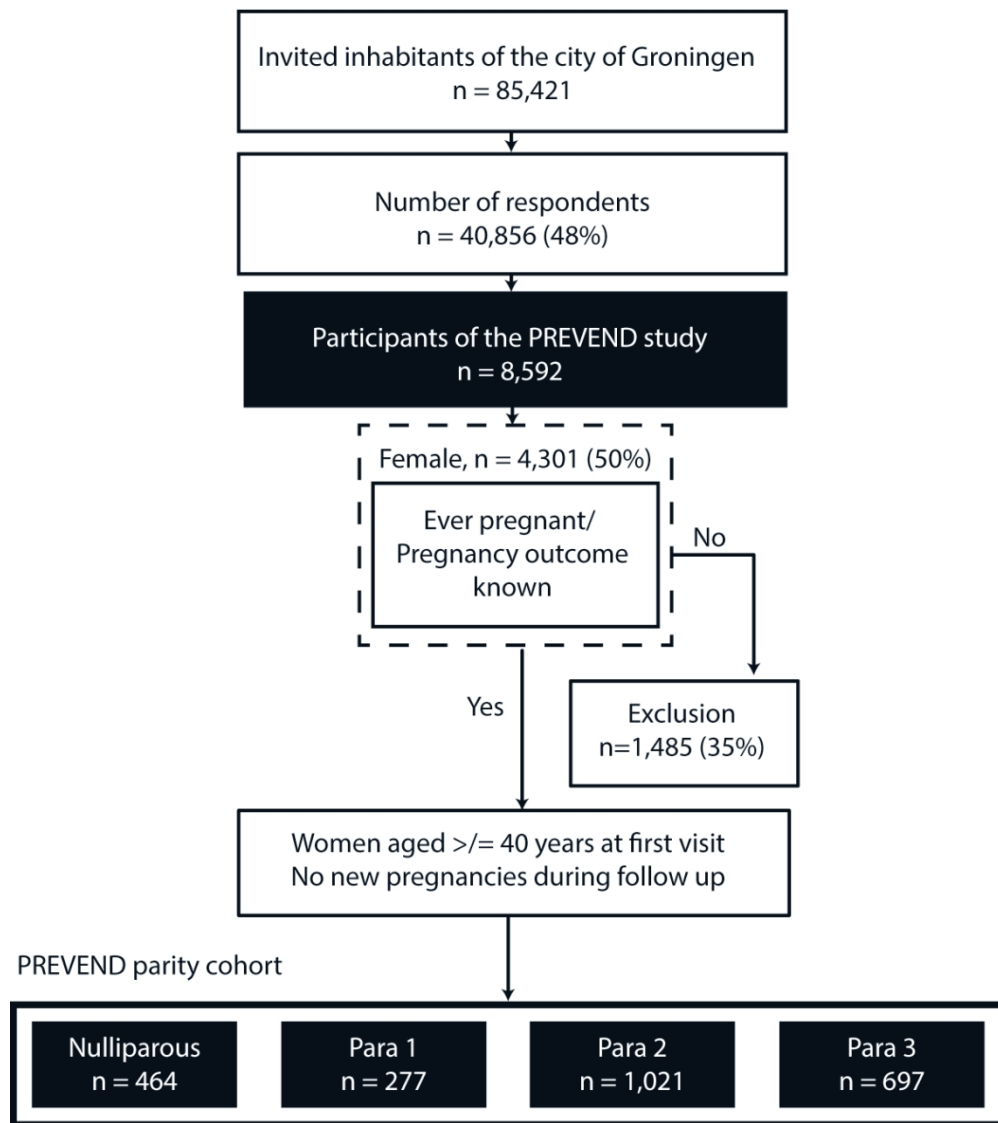 Invited inhabitants of the city of Groningen
n = 85,421
Number of respondents
n = 40,856 (48%)
Participants of the PREVEND study
n = 8,592
Female, n = 4,301 (50%)
Ever pregnant/
Pregnancy outcome
known
No
Yes
Exclusion
n=1,485 (35%)
Women aged >/= 40 years at first visit
No new pregnancies during follow up
PREVEND parity cohort
Nulliparous
n = 464
Para 1
n = 277
Para 2
n = 1,021
Para 3
n = 697